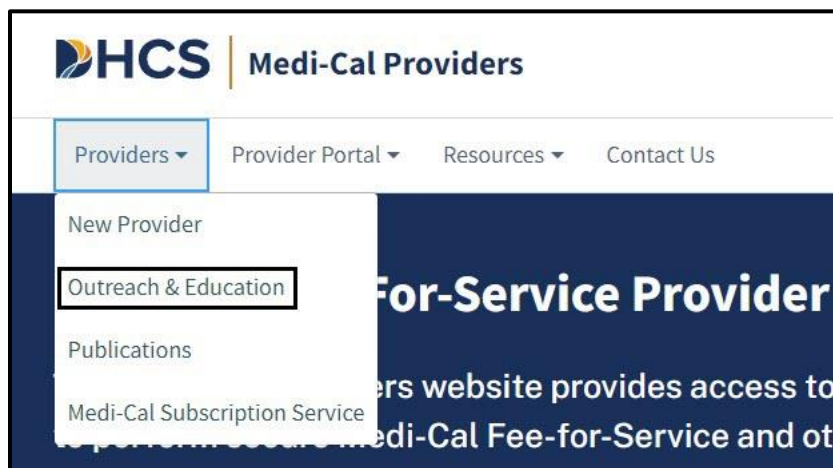 DHCS Medi-Cal Providers
Providers Provider Portal Resources Contact Us
New Provider
Outreach & Education
For-Service Provider
Publications
ers website provides access to
Medi-Cal Subscription Service
edi-Cal Fee-for-Service and ot